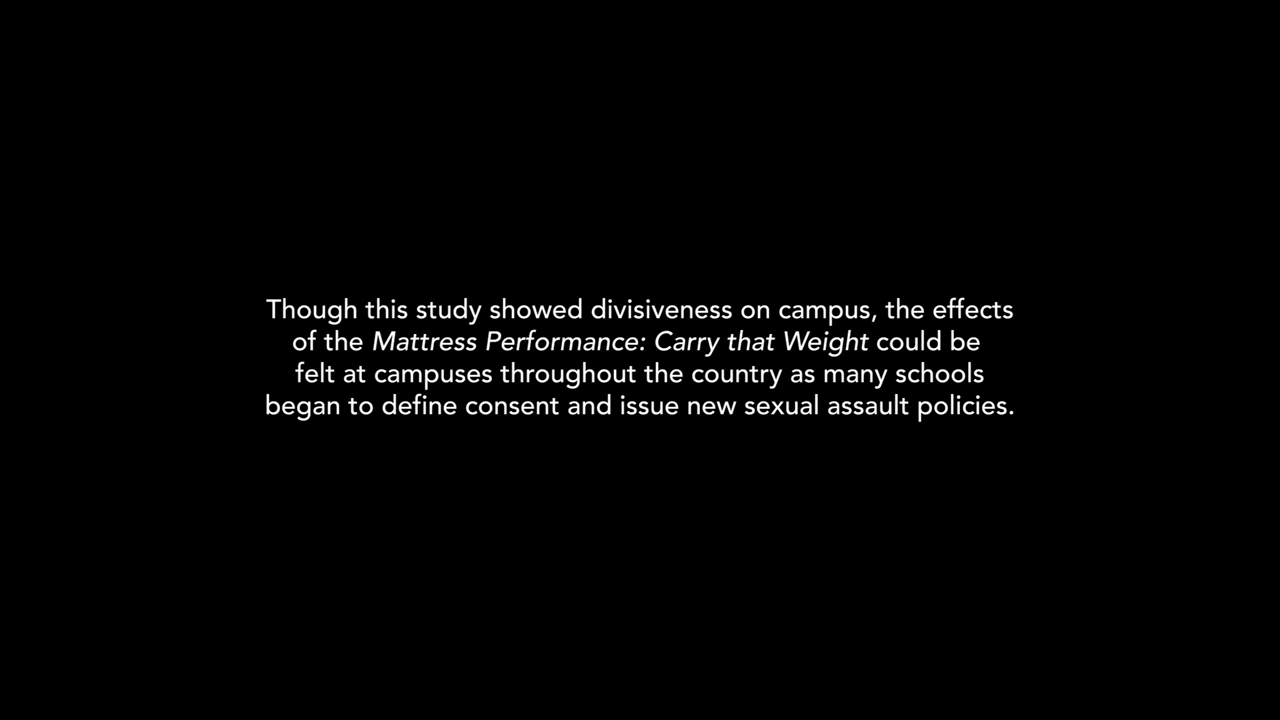 Though this study showed divisiveness on campus, the effects
of the Mattress Performance: Carry that Weight could be
felt at campuses throughout the country as many schools
began to define consent and issue new sexual assault policies.